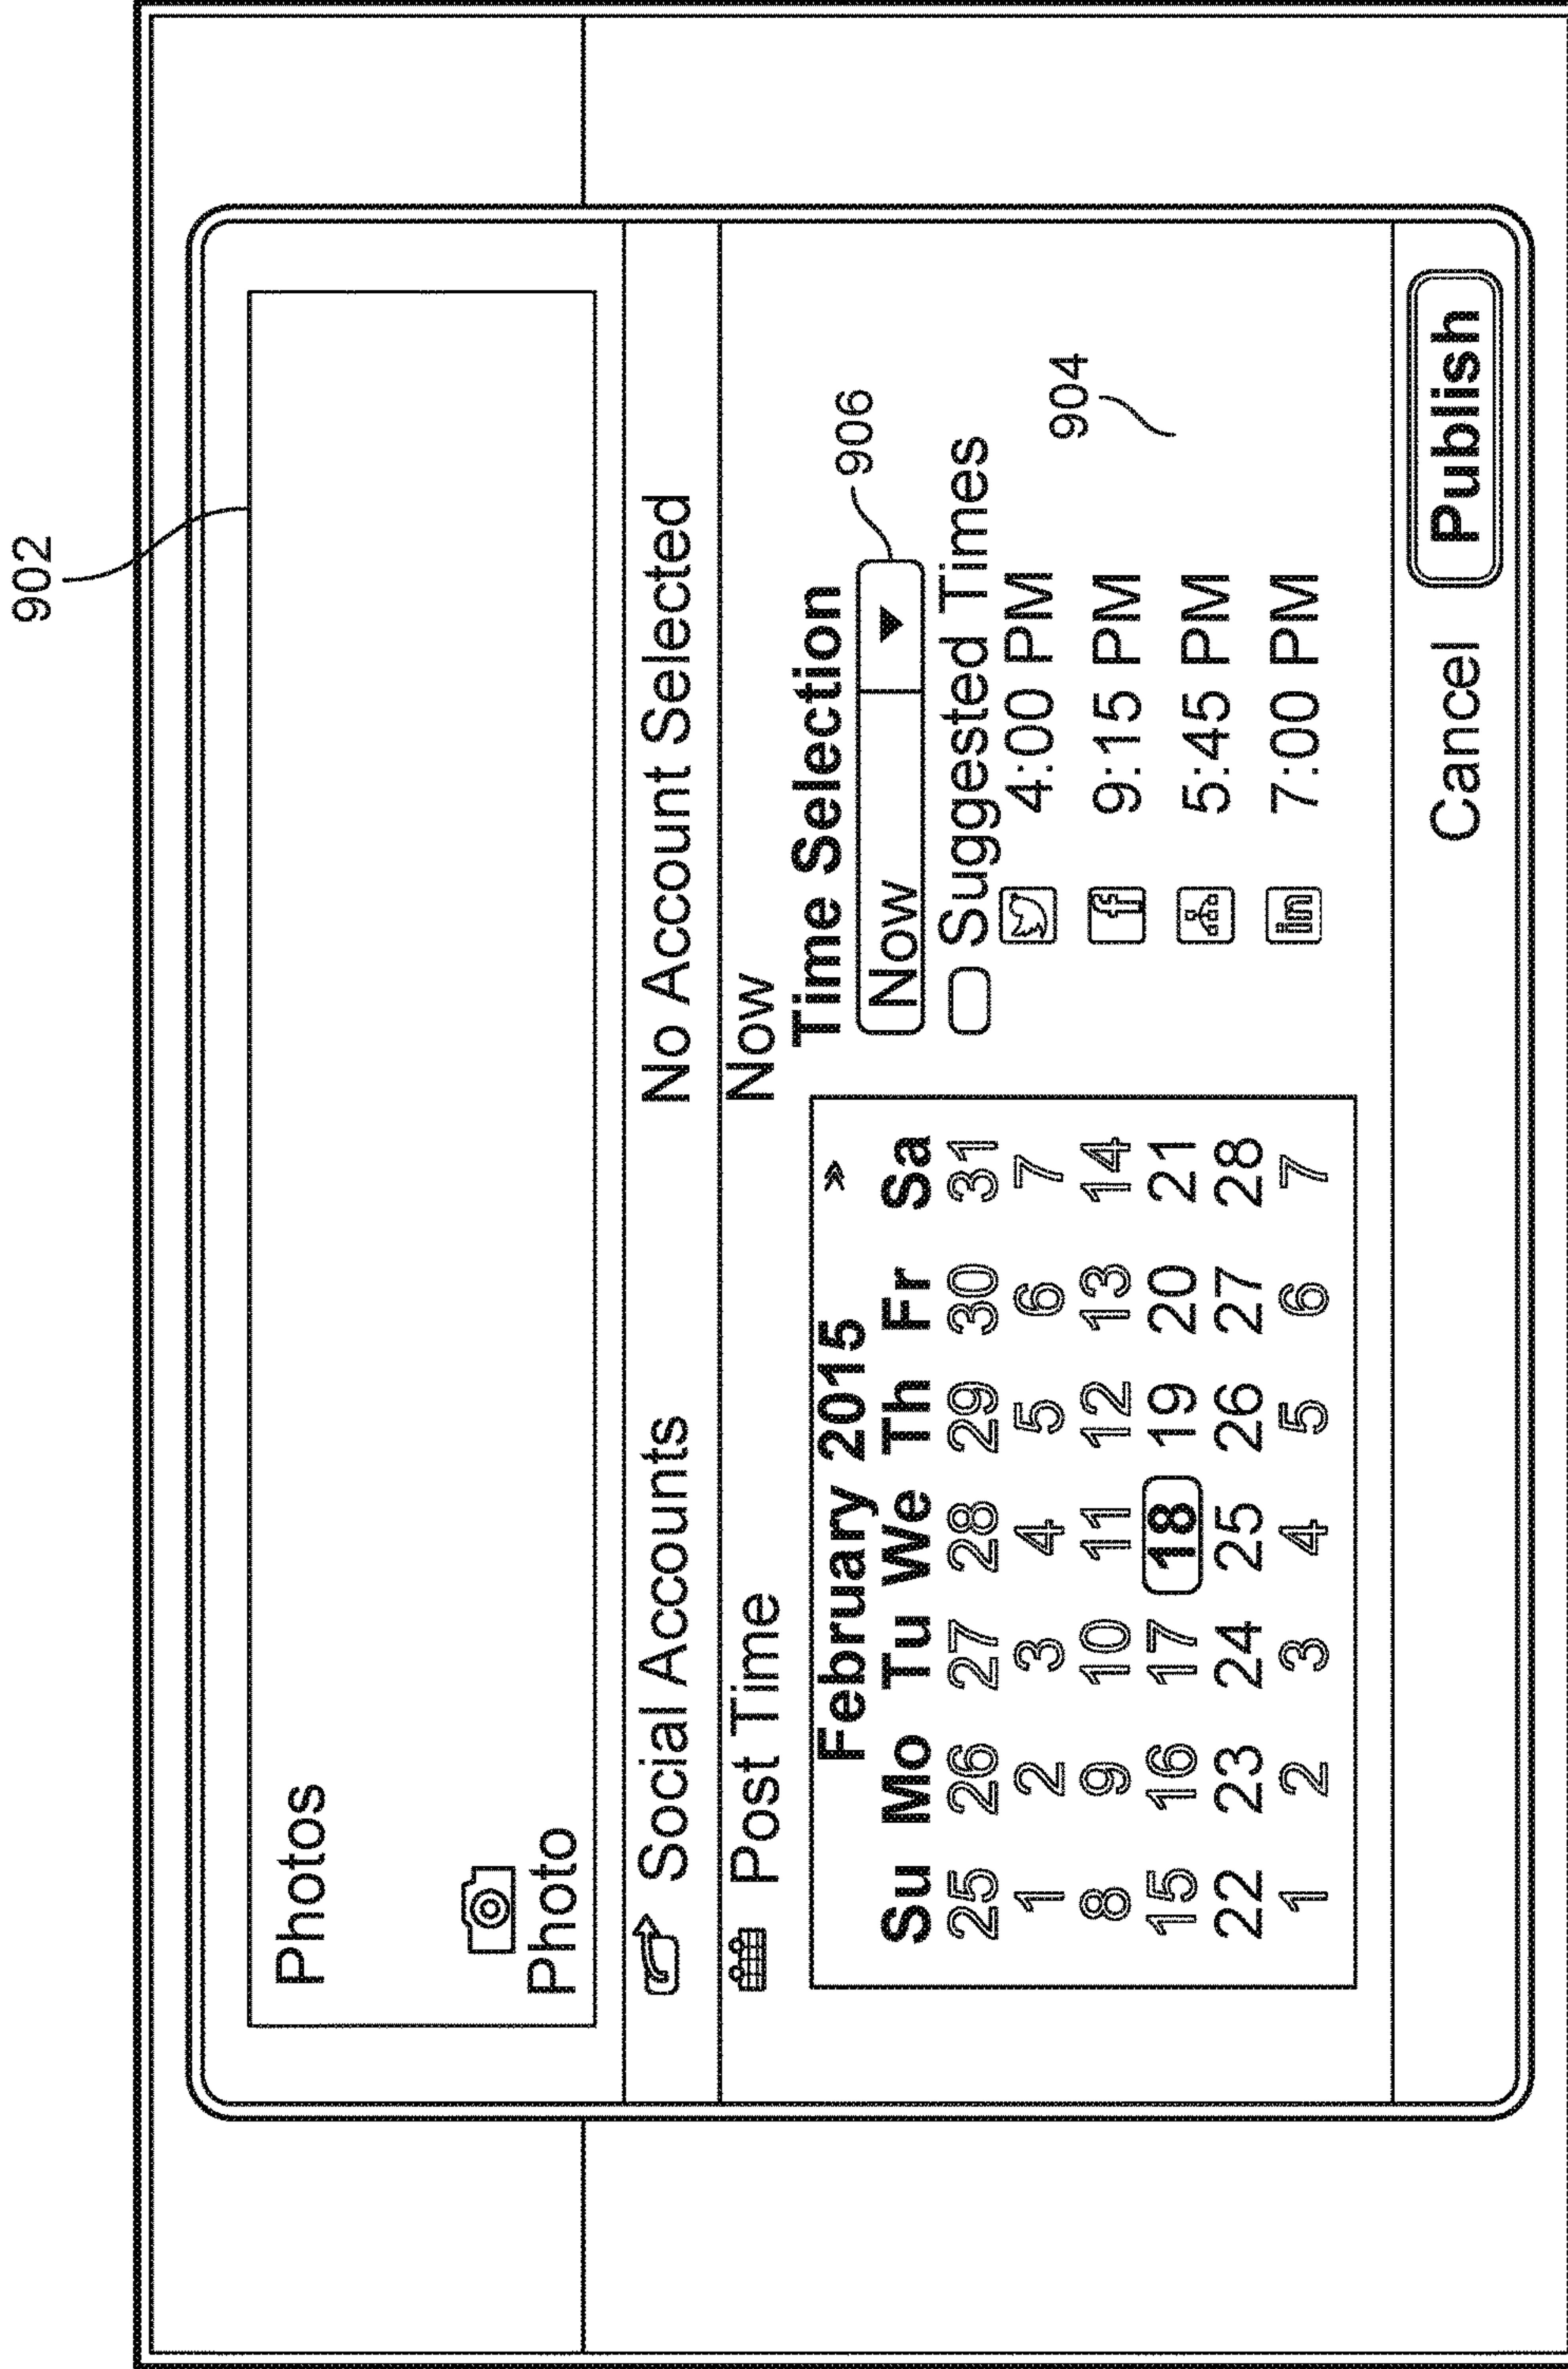 902
Photos
Photo
Social Accounts No Account Selected
Post Time Now
February 2015 »
Su Mo Tu We Th Fr Sa
25 26 27 28 29 30 31
1 2 3 4 5 6 7
8 9 10 11 12 13 14
15 16 17 18 19 20 21
22 23 24 25 26 27 28
1 2 3 4 5 6 7
Time Selection
Now
906
Suggested Times
4:00 PM
904
f 9:15 PM
5:45 PM
in 7:00 PM
Cancel Publish